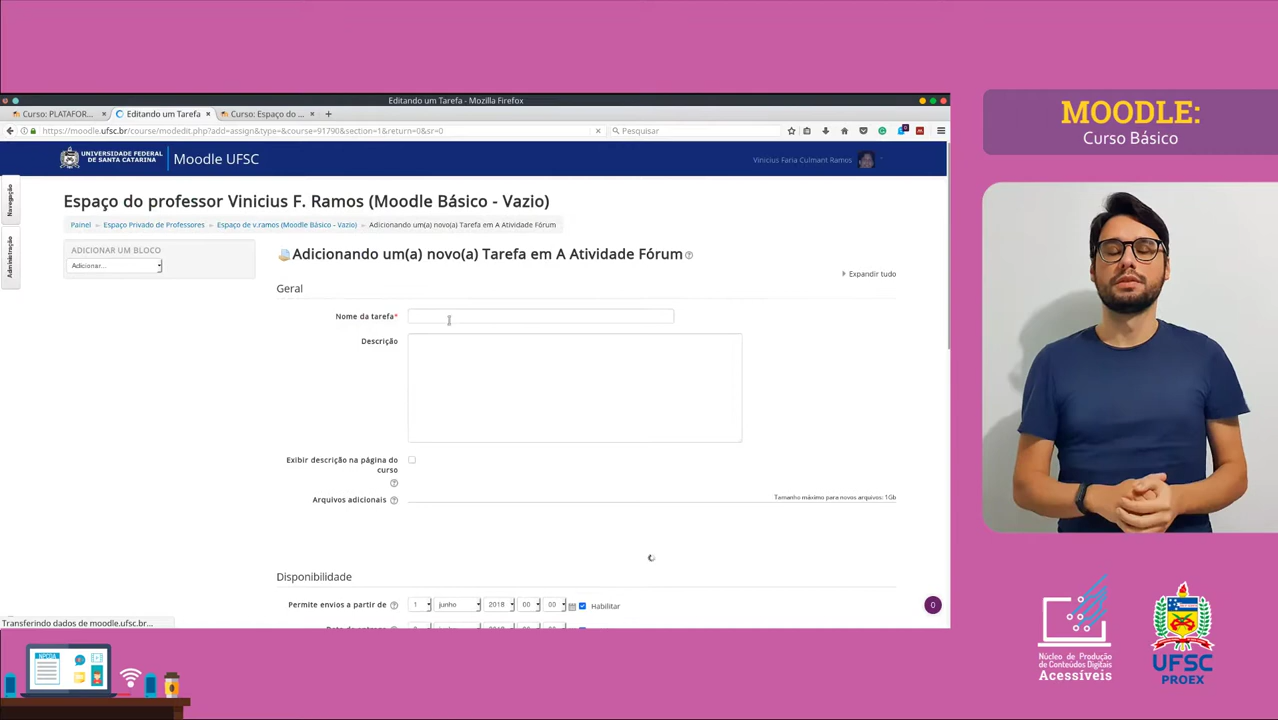 Editando um Tarefa - Mozilla Firefox
Curso: PLATAFOR... × Editando um Tarefa × Curso: Espaço do ... ×
https://moodle.ufsc.br/course/modedit.php?add=assign&type=&course=91790&section=1&return=0&sr=0
Pesquisar
UNIVERSIDADE FEDERAL
DE SANTA CATARINA
Moodle UFSC
Vinicius Faria Culmant Ramos
Navegação
Administração
Espaço do professor Vinicius F. Ramos (Moodle Básico - Vazio)
Painel Espaço Privado de Professores Espaço de v.ramos (Moodle Básico - Vazio) Adicionando um(a) novo(a) Tarefa em A Atividade Fórum
ADICIONAR UM BLOCO
Adicionar...
Adicionando um(a) novo(a) Tarefa em A Atividade Fórum
Expandir tudo
Geral
Nome da tarefa*
Descrição
Exibir descrição na página do
curso
Arquivos adicionais
Tamanho máximo para novos arquivos: 1Gb
Disponibilidade
Permite envios a partir de 1 junho 2018 00 00 Habilitar
0
Transferindo dados de moodle.ufsc.br...
MOODLE:
Curso Básico
Núcleo de Produção
de Conteúdos Digitais
Acessíveis
UFSC
PROEX